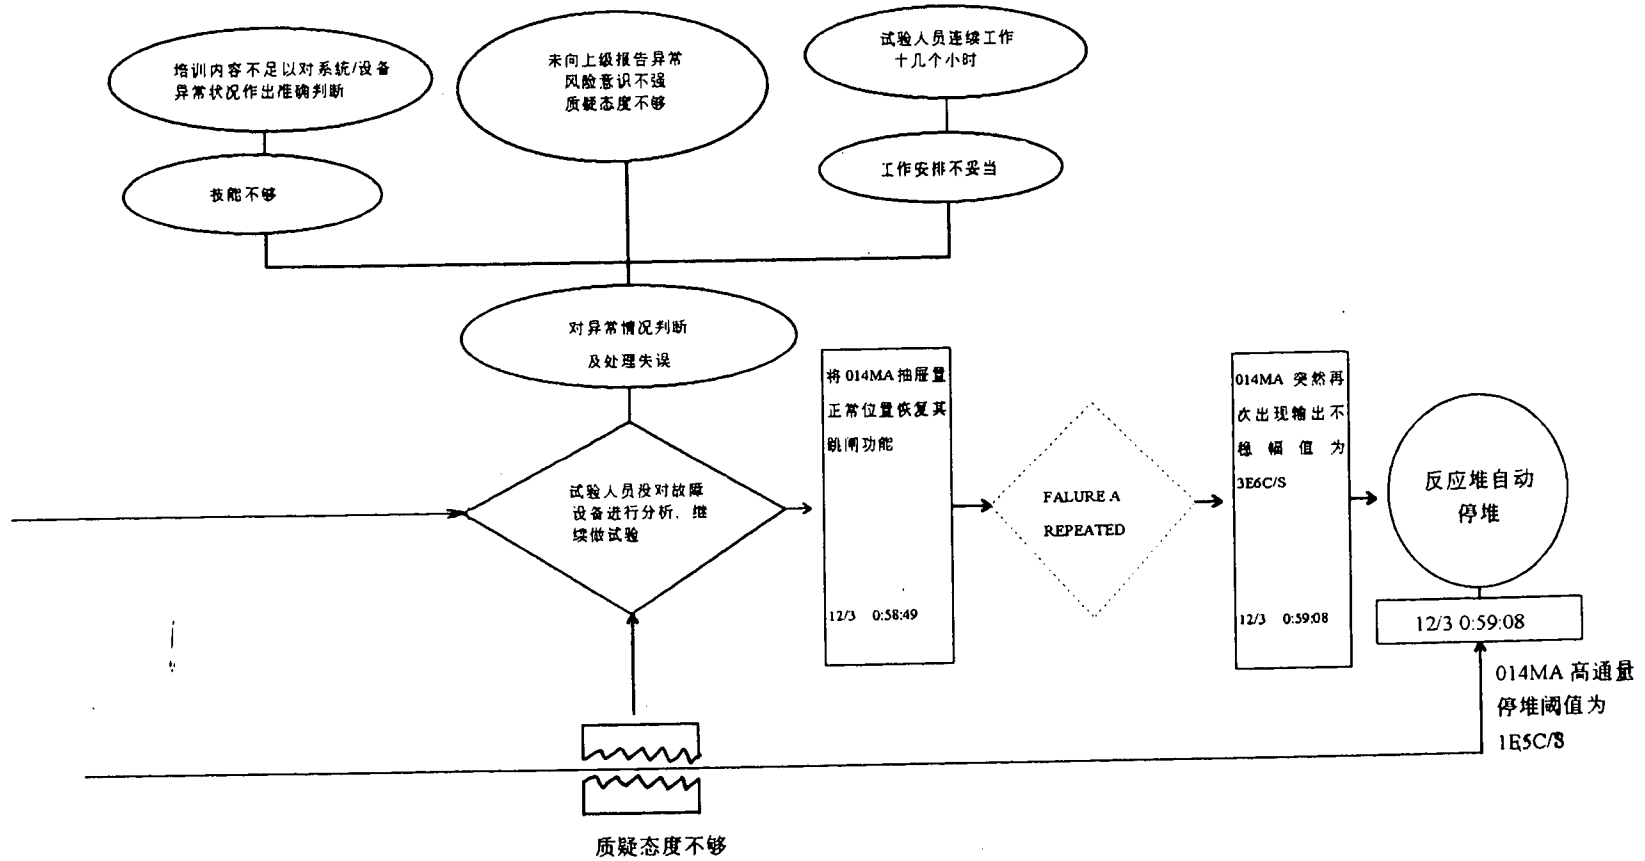 培训内容不足以对系统/设备
异常状况作出准确判断
未向上级报告异常
风险意识不强
质疑态度不够
试验人员连续工作
十几个小时
技能不够
工作安排不妥当
对异常情况判断
及处理失误
试验人员没对故障
设备进行分析，继
续做试验
将 014MA 抽屉置
正常位置恢复其
跳闸功能
12/3 0:58:49
FALURE A
REPEATED
014MA 突然再
次出现输出不
稳幅值为
3E6C/S
12/3 0:59:08
反应堆自动
停堆
12/3 0:59:08
014MA 高通量
停堆阈值为
1E5C/S
质疑态度不够